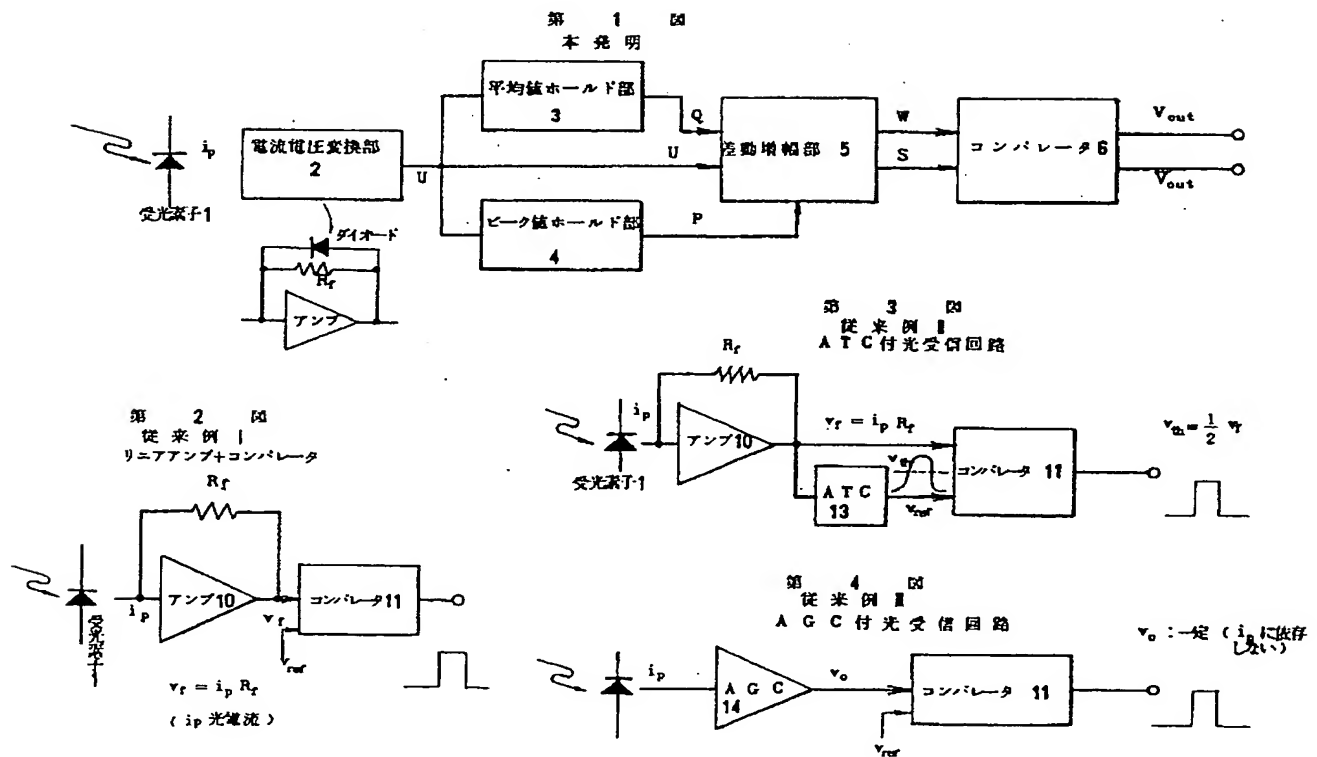 第 1 図
本発明
平均値ホールド部
3
Q
W
V_out
i_p
電流電圧変換部
2
U
U
差動増幅部 5
S
コンパレータ 6
V_out
受光素子1
ピーク値ホールド部
4
P
ダイオード
R_f
アンプ
第 3 図
従来例 II
ATC付光受信回路
R_f
i_p
アンプ10
v_f = i_p R_f
v_th = 1/2 v_f
v_th
コンパレータ 11
受光素子1
ATC
13
v_ref
第 2 図
従来例 I
リニアアンプ+コンパレータ
R_f
i_p
アンプ10
v_f
コンパレータ11
受光素子
v_ref
v_f = i_p R_f
(ip 光電流)
第 4 図
従来例 III
AGC付光受信回路
v_o:一定(i_pに依存
しない)
i_p
AGC
14
v_o
コンパレータ 11
v_ref